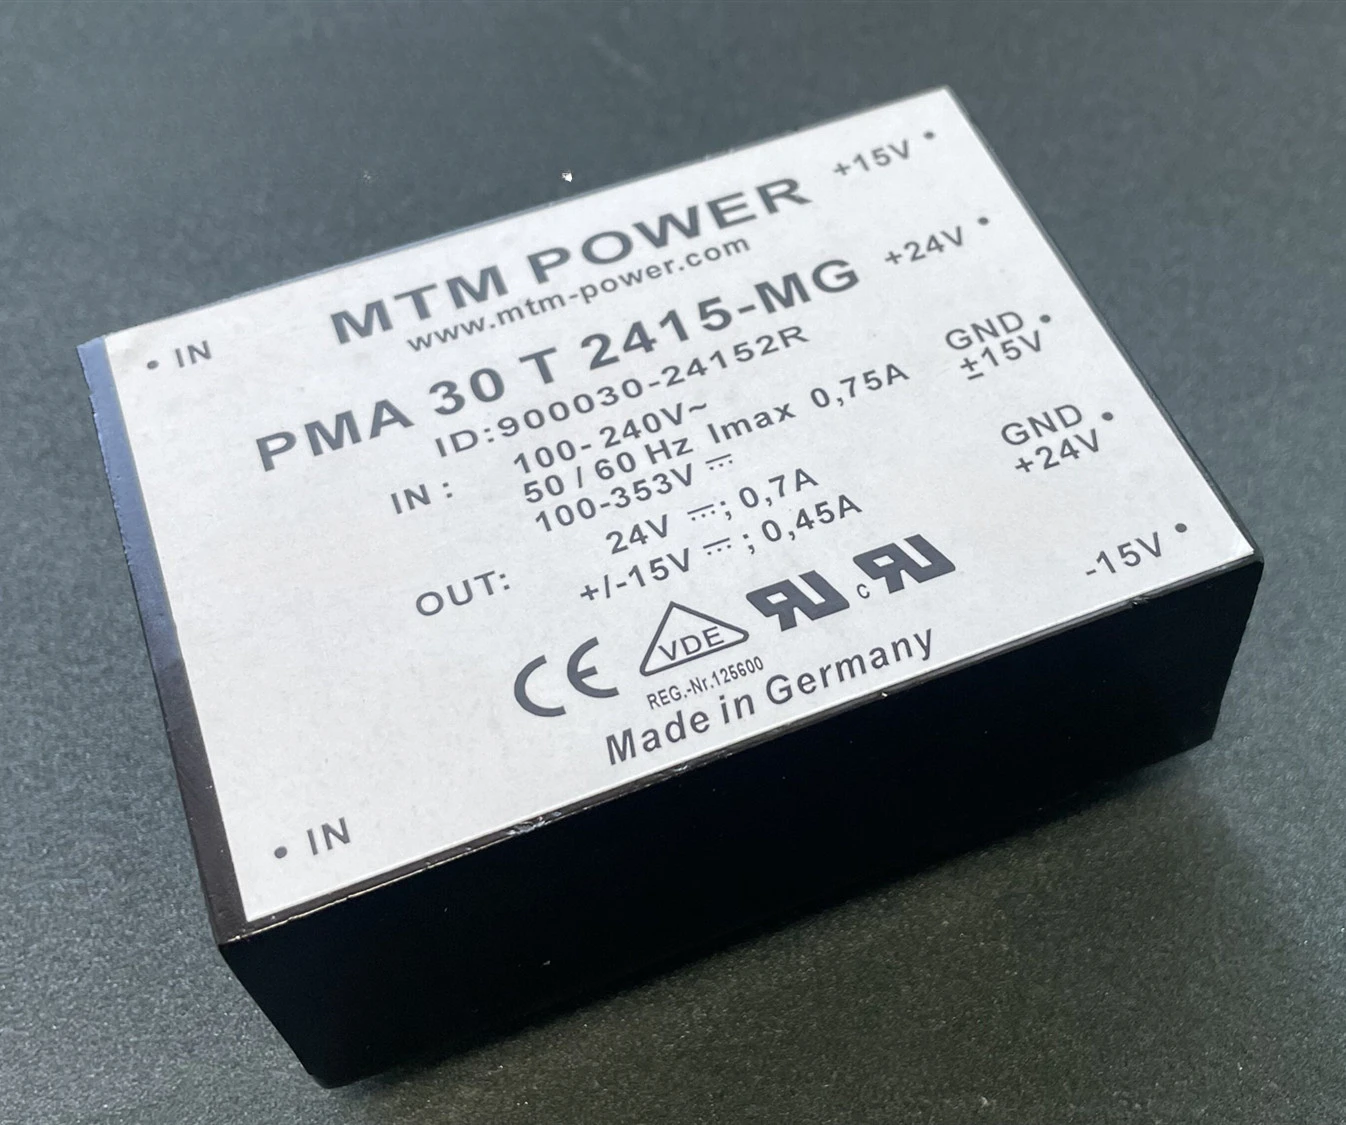 MTM POWER
www.mtm-power.com
PMA 30 T 2415-MG
ID:900030-24152R
IN : 100-240V~
50 / 60 Hz Imax 0,75A
100-353V ⎓
OUT: 24V ⎓; 0,7A
+/-15V ⎓; 0,45A
CE VDE RU c RU
REG.-Nr.125600
Made in Germany
• IN
• IN
+15V •
+24V •
GND •
±15V
GND •
+24V
-15V •